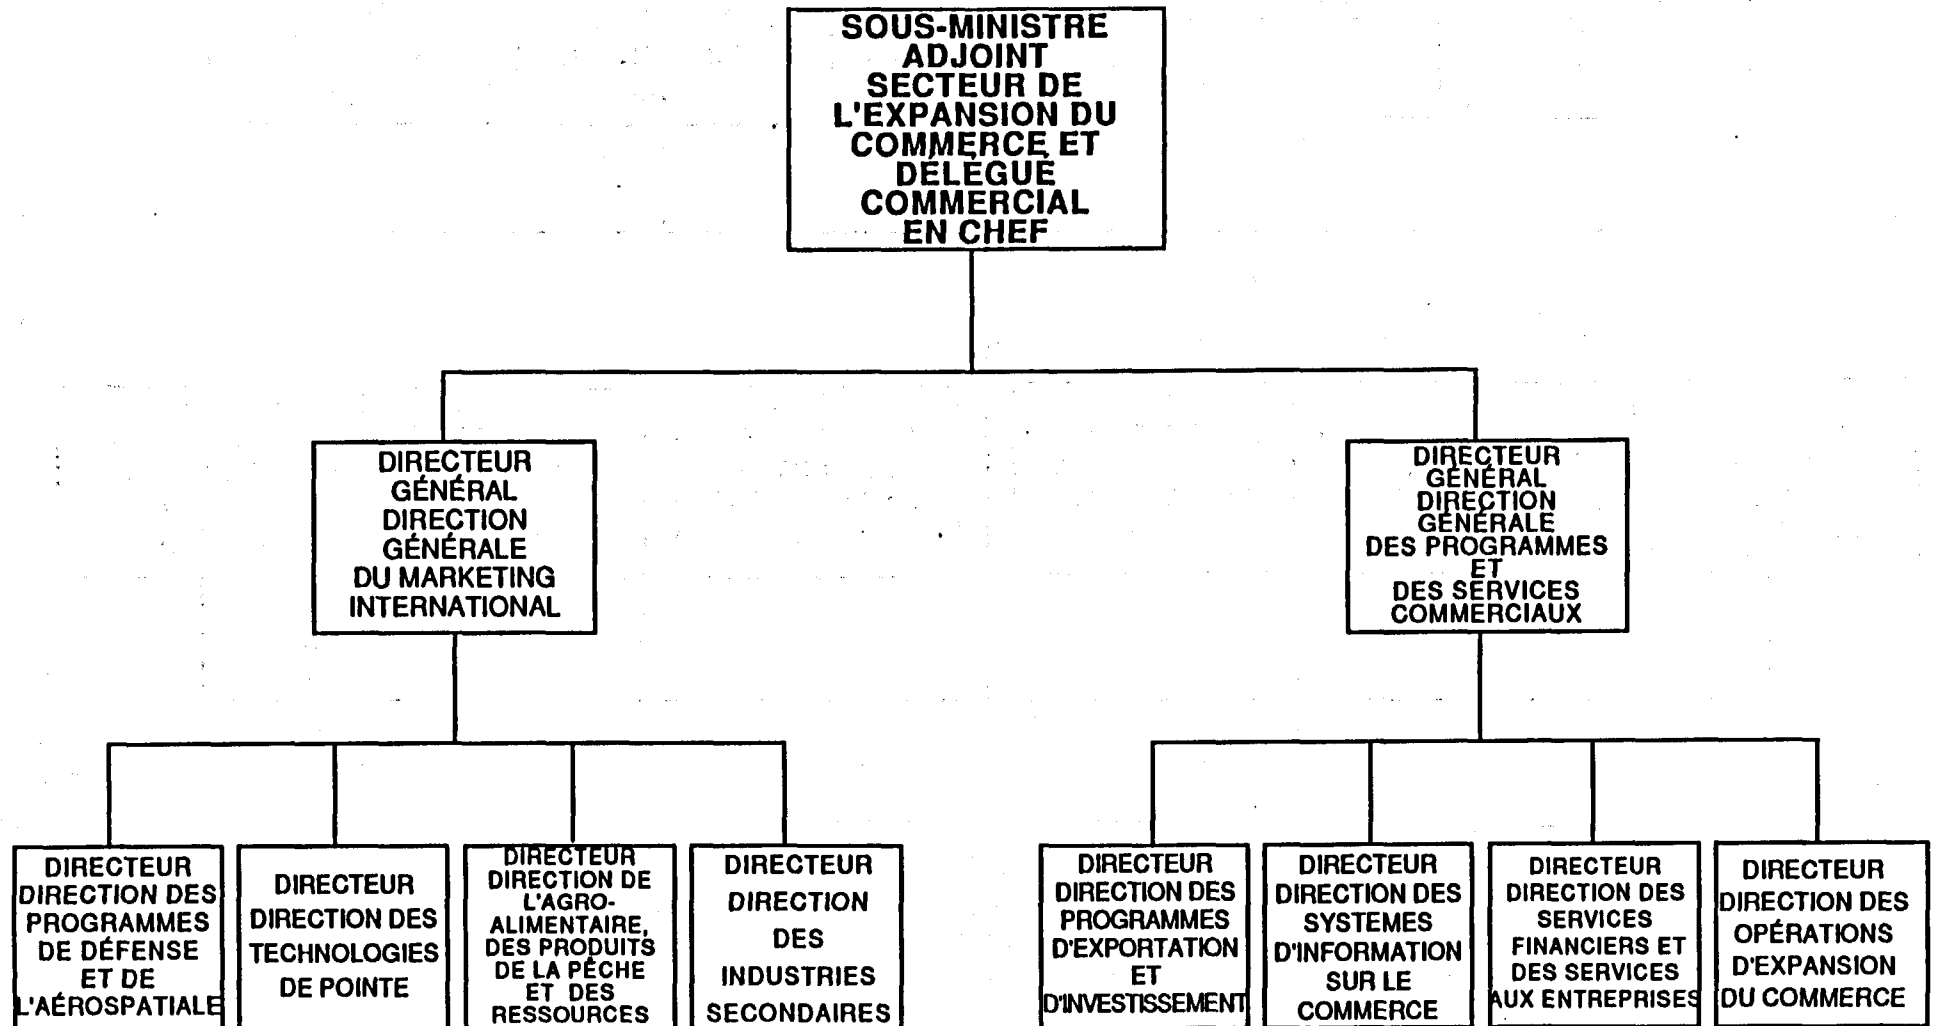 SOUS-MINISTRE
ADJOINT
SECTEUR DE
L'EXPANSION DU
COMMERCE ET
DÉLÉGUÉ
COMMERCIAL
EN CHEF
DIRECTEUR
GÉNÉRAL
DIRECTION
GÉNÉRALE
DU MARKETING
INTERNATIONAL
DIRECTEUR
GÉNÉRAL
DIRECTION
GÉNÉRALE
DES PROGRAMMES
ET
DES SERVICES
COMMERCIAUX
DIRECTEUR
DIRECTION DES
PROGRAMMES
DE DÉFENSE
ET DE
L'AÉROSPATIALE
DIRECTEUR
DIRECTION DES
TECHNOLOGIES
DE POINTE
DIRECTEUR
DIRECTION DE
L'AGRO-
ALIMENTAIRE,
DES PRODUITS
DE LA PÊCHE
ET DES
RESSOURCES
DIRECTEUR
DIRECTION
DES
INDUSTRIES
SECONDAIRES
DIRECTEUR
DIRECTION DES
PROGRAMMES
D'EXPORTATION
ET
D'INVESTISSEMENT
DIRECTEUR
DIRECTION DES
SYSTEMES
D'INFORMATION
SUR LE
COMMERCE
DIRECTEUR
DIRECTION DES
SERVICES
FINANCIERS ET
DES SERVICES
AUX ENTREPRISES
DIRECTEUR
DIRECTION DES
OPÉRATIONS
D'EXPANSION
DU COMMERCE